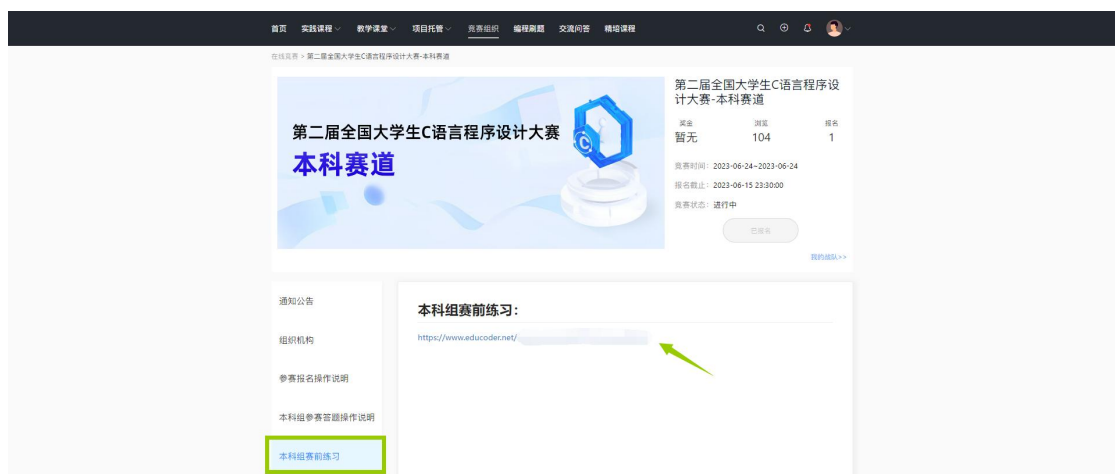 首页 实践课程 教学课堂 项目托管 竞赛组织 编程刷题 交流问答 精培课程
在线竞赛 > 第二届全国大学生C语言程序设计大赛-本科赛道
第二届全国大学生C语言程序设计大赛
本科赛道
C
第二届全国大学生C语言程序设
计大赛-本科赛道
奖金 浏览 报名
暂无 104 1
竞赛时间: 2023-06-24~2023-06-24
报名截止: 2023-06-15 23:30:00
竞赛状态: 进行中
已报名
我的战队>>
通知公告
组织机构
参赛报名操作说明
本科组参赛答题操作说明
本科组赛前练习
本科组赛前练习：
https://www.educoder.net/